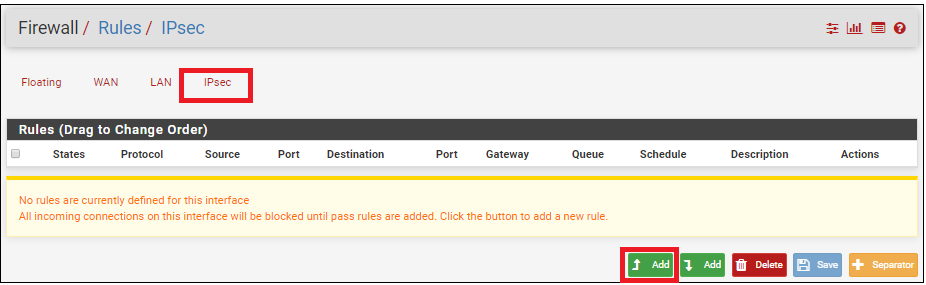 Firewall / Rules / IPsec
Floating WAN LAN IPsec
Rules (Drag to Change Order)
States Protocol Source Port Destination Port Gateway Queue Schedule Description Actions
No rules are currently defined for this interface
All incoming connections on this interface will be blocked until pass rules are added. Click the button to add a new rule.
Add Add Delete Save Separator